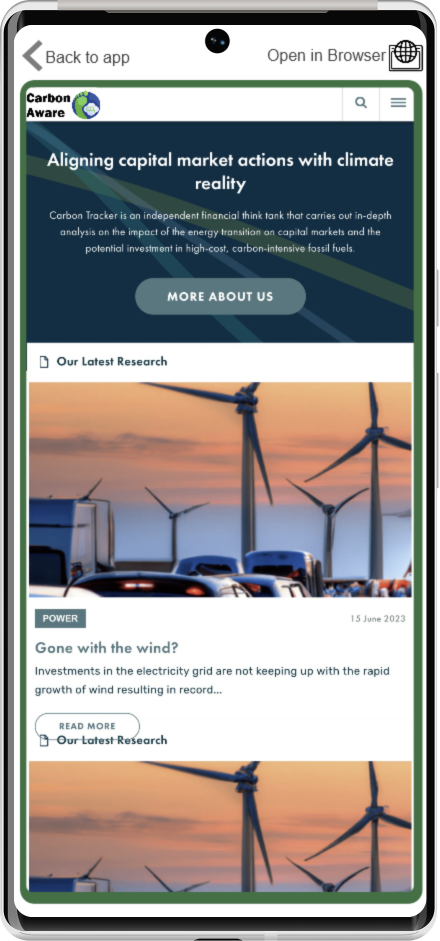 Back to app
Open in Browser
Carbon
Aware
Aligning capital market actions with climate
reality
Carbon Tracker is an independent financial think tank that carries out in-depth
analysis on the impact of the energy transition on capital markets and the
potential investment in high-cost, carbon-intensive fossil fuels.
MORE ABOUT US
Our Latest Research
POWER
15 June 2023
Gone with the wind?
Investments in the electricity grid are not keeping up with the rapid
growth of wind resulting in record...
READ MORE
Our Latest Research